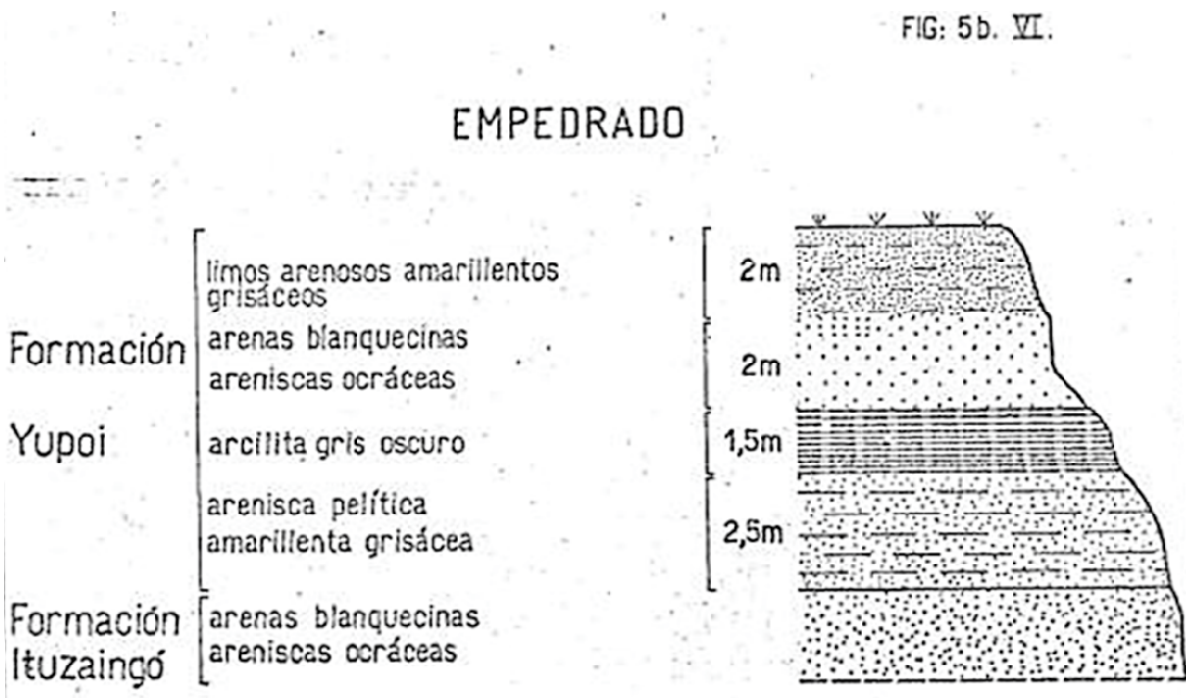 FIG: 5b. VI.
EMPEDRADO
Formación
Yupoi
limos arenosos amarillentos
grisáceos
2m
arenas blanquecinas
areniscas ocráceas
2m
arcilita gris oscuro
1,5m
arenisca pelítica
amarillenta grisácea
2,5m
Formación
Ituzaingó
arenas blanquecinas
areniscas ocráceas